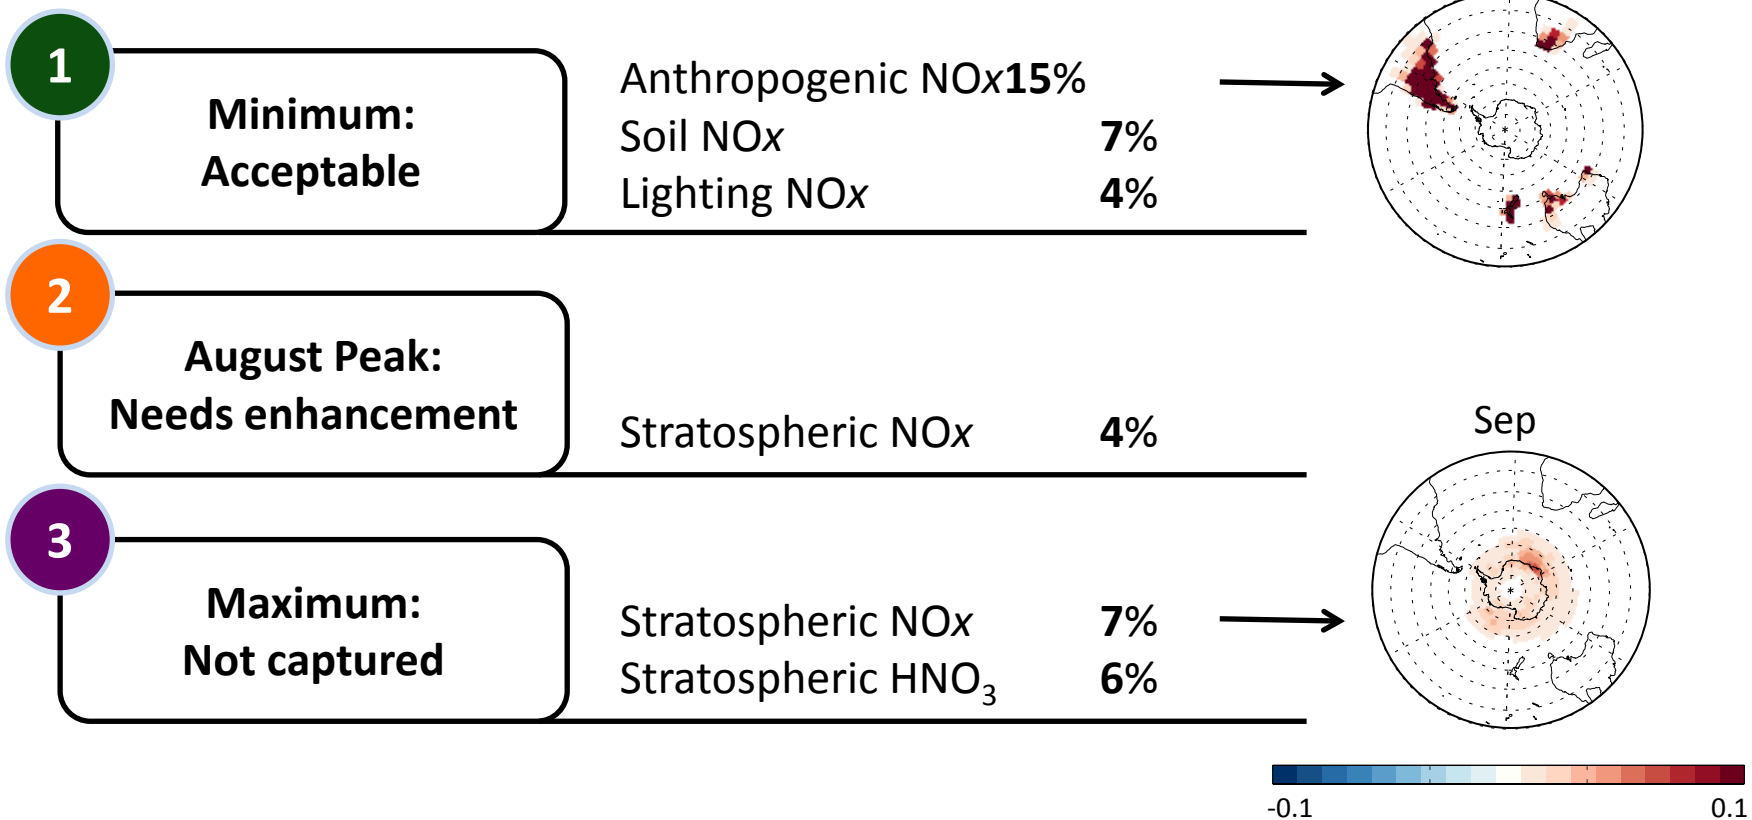 1
Minimum:
Acceptable
Anthropogenic NOx15%
Soil NOx 7%
Lighting NOx 4%
2
August Peak:
Needs enhancement
Stratospheric NOx 4%
Sep
3
Maximum:
Not captured
Stratospheric NOx 7%
Stratospheric HNO3 6%
-0.1 0.1